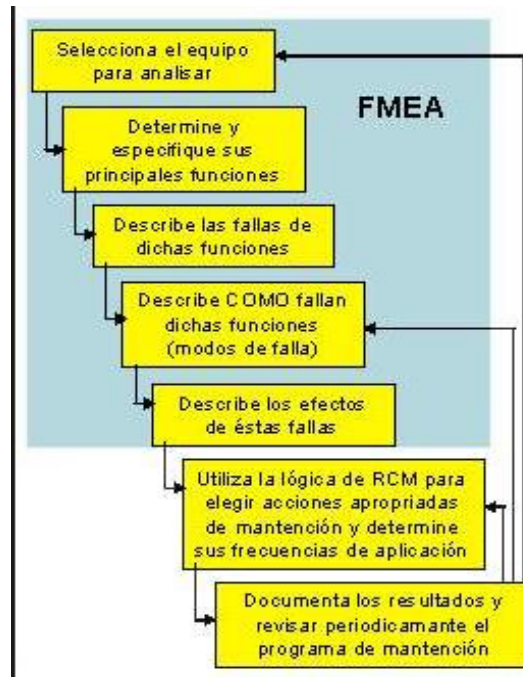 Selecciona el equipo
para analisar
FMEA
Determine y
especifique sus
principales funciones
Describe las fallas de
dichas funciones
Describe COMO fallan
dichas funciones
(modos de falla)
Describe los efectos
de éstas fallas
Utiliza la lógica de RCM para
elegir acciones apropriadas
de mantención y determine
sus frecuencias de aplicación
Documenta los resultados y
revisar periodicamante el
programa de mantención